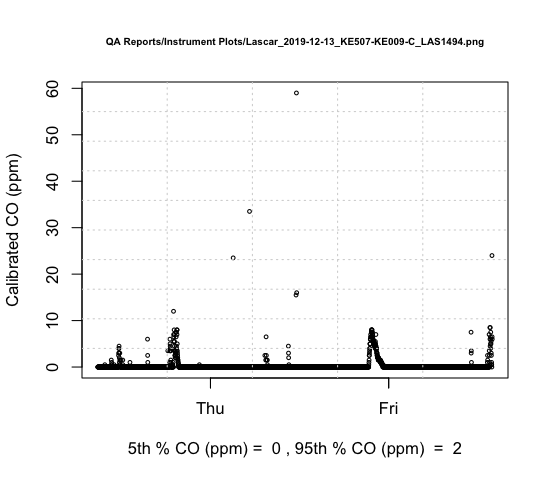 QA Reports/Instrument Plots/Lascar_2019-12-13_KE507-KE009-C_LAS1494.png
Calibrated CO (ppm)
60
50
40
30
20
10
0
Thu Fri
5th % CO (ppm) = 0 , 95th % CO (ppm) = 2